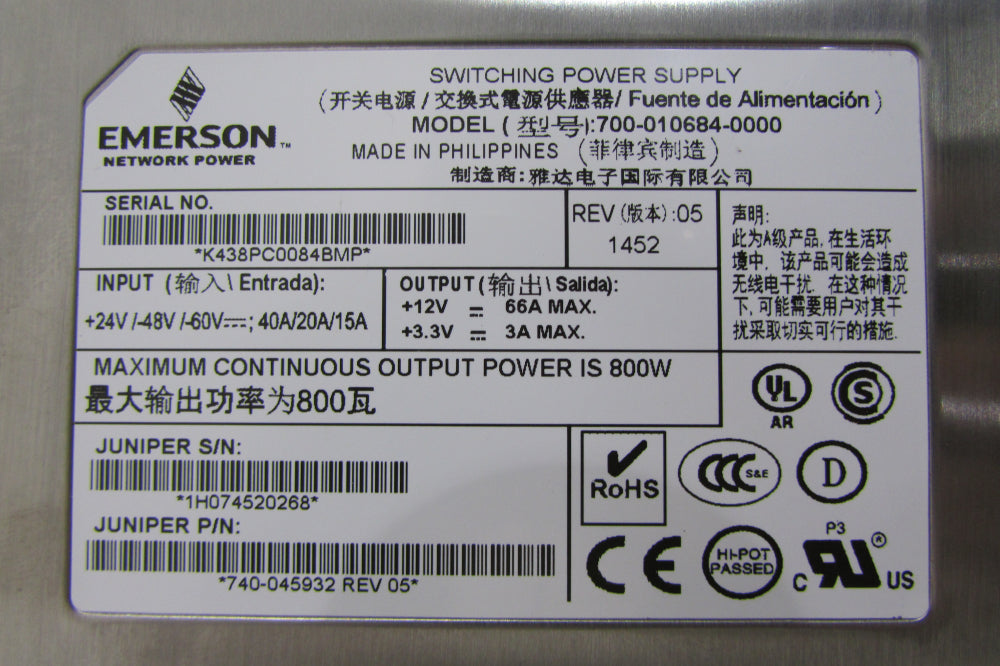 SWITCHING POWER SUPPLY
(开关电源 / 交換式電源供應器/ Fuente de Alimentación )
EMERSON™
NETWORK POWER
MODEL ( 型号):700-010684-0000
MADE IN PHILIPPINES (菲律宾制造)
制造商:雅达电子国际有限公司
SERIAL NO.
*K438PC0084BMP*
REV (版本) :05
1452
声明:
此为A级产品, 在生活环
境中, 该产品可能会造成
无线电干扰. 在这种情况
下, 可能需要用户对其干
扰采取切实可行的措施.
INPUT (输入\ Entrada):
+24V /-48V /-60V⎓; 40A/20A/15A
OUTPUT (输出\ Salida):
+12V ⎓ 66A MAX.
+3.3V ⎓ 3A MAX.
MAXIMUM CONTINUOUS OUTPUT POWER IS 800W
最大输出功率为800瓦
UL
AR
S
JUNIPER S/N:
*1H074520268*
JUNIPER P/N:
*740-045932 REV 05*
RoHS
CCC S&E
D
CE
HI-POT
PASSED
P3
c RU ® US